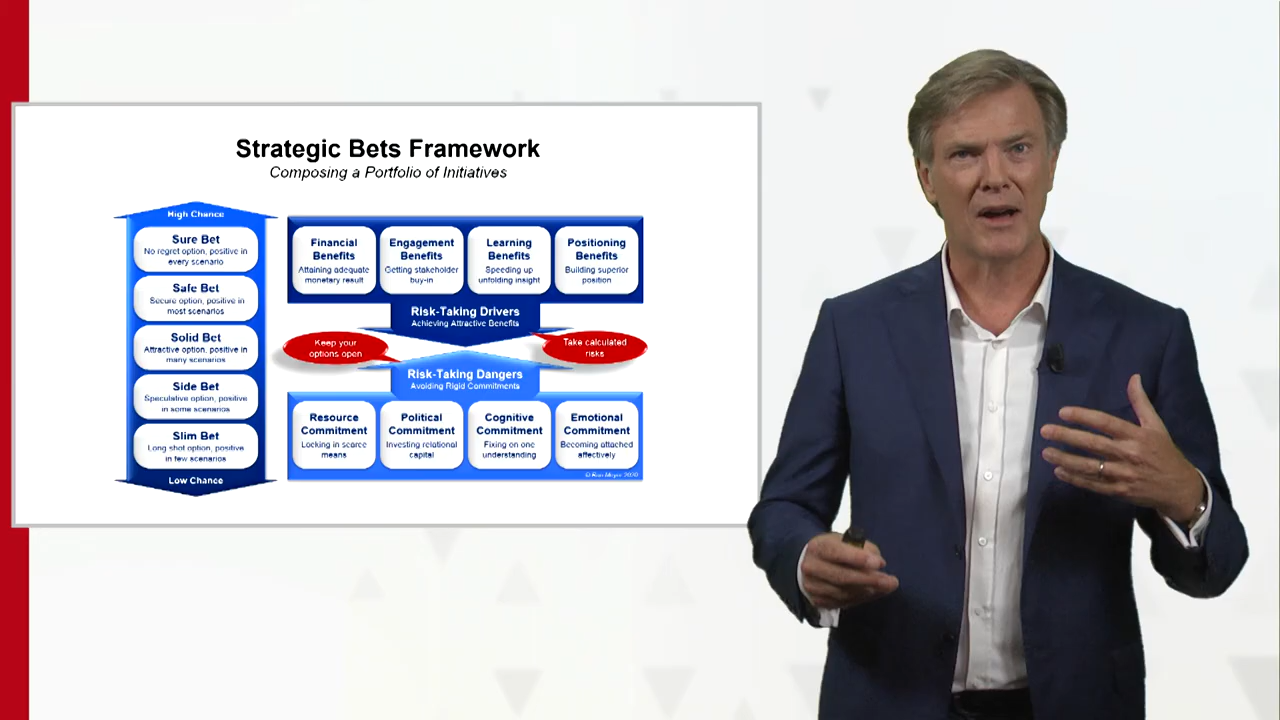 Strategic Bets Framework
Composing a Portfolio of Initiatives
High Chance
Sure Bet
No regret option, positive in
every scenario
Safe Bet
Secure option, positive in
most scenarios
Solid Bet
Attractive option, positive in
many scenarios
Side Bet
Speculative option, positive
in some scenarios
Slim Bet
Long shot option, positive
in few scenarios
Low Chance
Financial
Benefits
Attaining adequate
monetary result
Engagement
Benefits
Getting stakeholder
buy-in
Learning
Benefits
Speeding up
unfolding insight
Positioning
Benefits
Building superior
position
Risk-Taking Drivers
Achieving Attractive Benefits
Keep your
options open
Take calculated
risks
Risk-Taking Dangers
Avoiding Rigid Commitments
Resource
Commitment
Locking in scarce
means
Political
Commitment
Investing relational
capital
Cognitive
Commitment
Fixing on one
understanding
Emotional
Commitment
Becoming attached
affectively
© Ron Meyer 2020